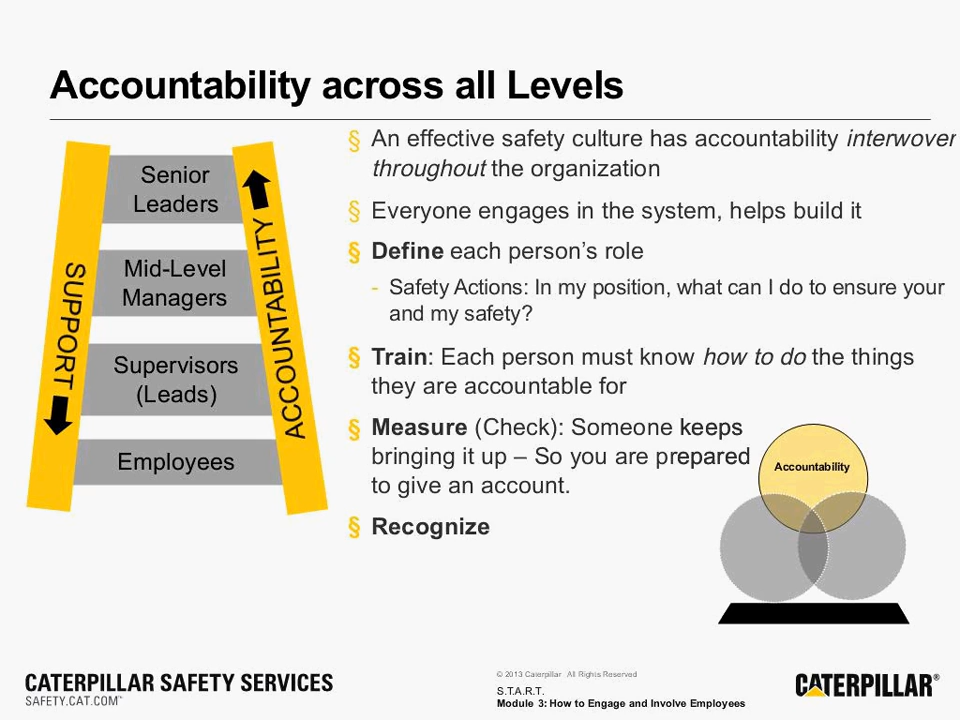 Accountability across all Levels
Senior
Leaders
Mid-Level
Managers
Supervisors
(Leads)
Employees
SUPPORT
ACCOUNTABILITY
§ An effective safety culture has accountability interwoven
throughout the organization
§ Everyone engages in the system, helps build it
§ Define each person’s role
- Safety Actions: In my position, what can I do to ensure your
and my safety?
§ Train: Each person must know how to do the things
they are accountable for
§ Measure (Check): Someone keeps
bringing it up – So you are prepared
to give an account.
§ Recognize
Accountability
CATERPILLAR SAFETY SERVICES
SAFETY.CAT.COM™
© 2013 Caterpillar All Rights Reserved
S.T.A.R.T.
Module 3: How to Engage and Involve Employees
CATERPILLAR®